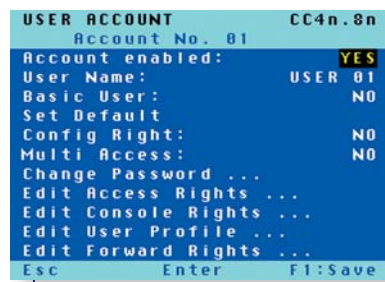 USER ACCOUNT CC4n.8n
Account No. 01
Account enabled: YES
User Name: USER 01
Basic User: NO
Set Default
Config Right: NO
Multi Access: NO
Change Password ...
Edit Access Rights ...
Edit Console Rights ...
Edit User Profile ...
Edit Forward Rights ...
Esc Enter F1:Save